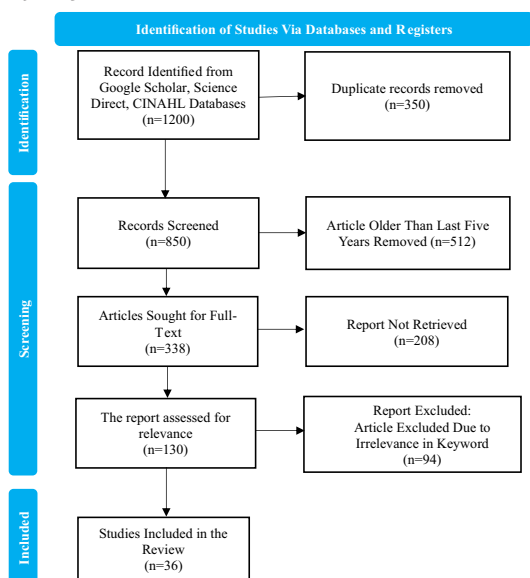 Identification of Studies Via Databases and Registers
Identification
Record Identified from
Google Scholar, Science
Direct, CINAHL Databases
(n=1200)
Duplicate records removed
(n=350)
Screening
Records Screened
(n=850)
Article Older Than Last Five
Years Removed (n=512)
Articles Sought for Full-
Text
(n=338)
Report Not Retrieved
(n=208)
The report assessed for
relevance
(n=130)
Report Excluded:
Article Excluded Due to
Irrelevance in Keyword
(n=94)
Included
Studies Included in the
Review
(n=36)